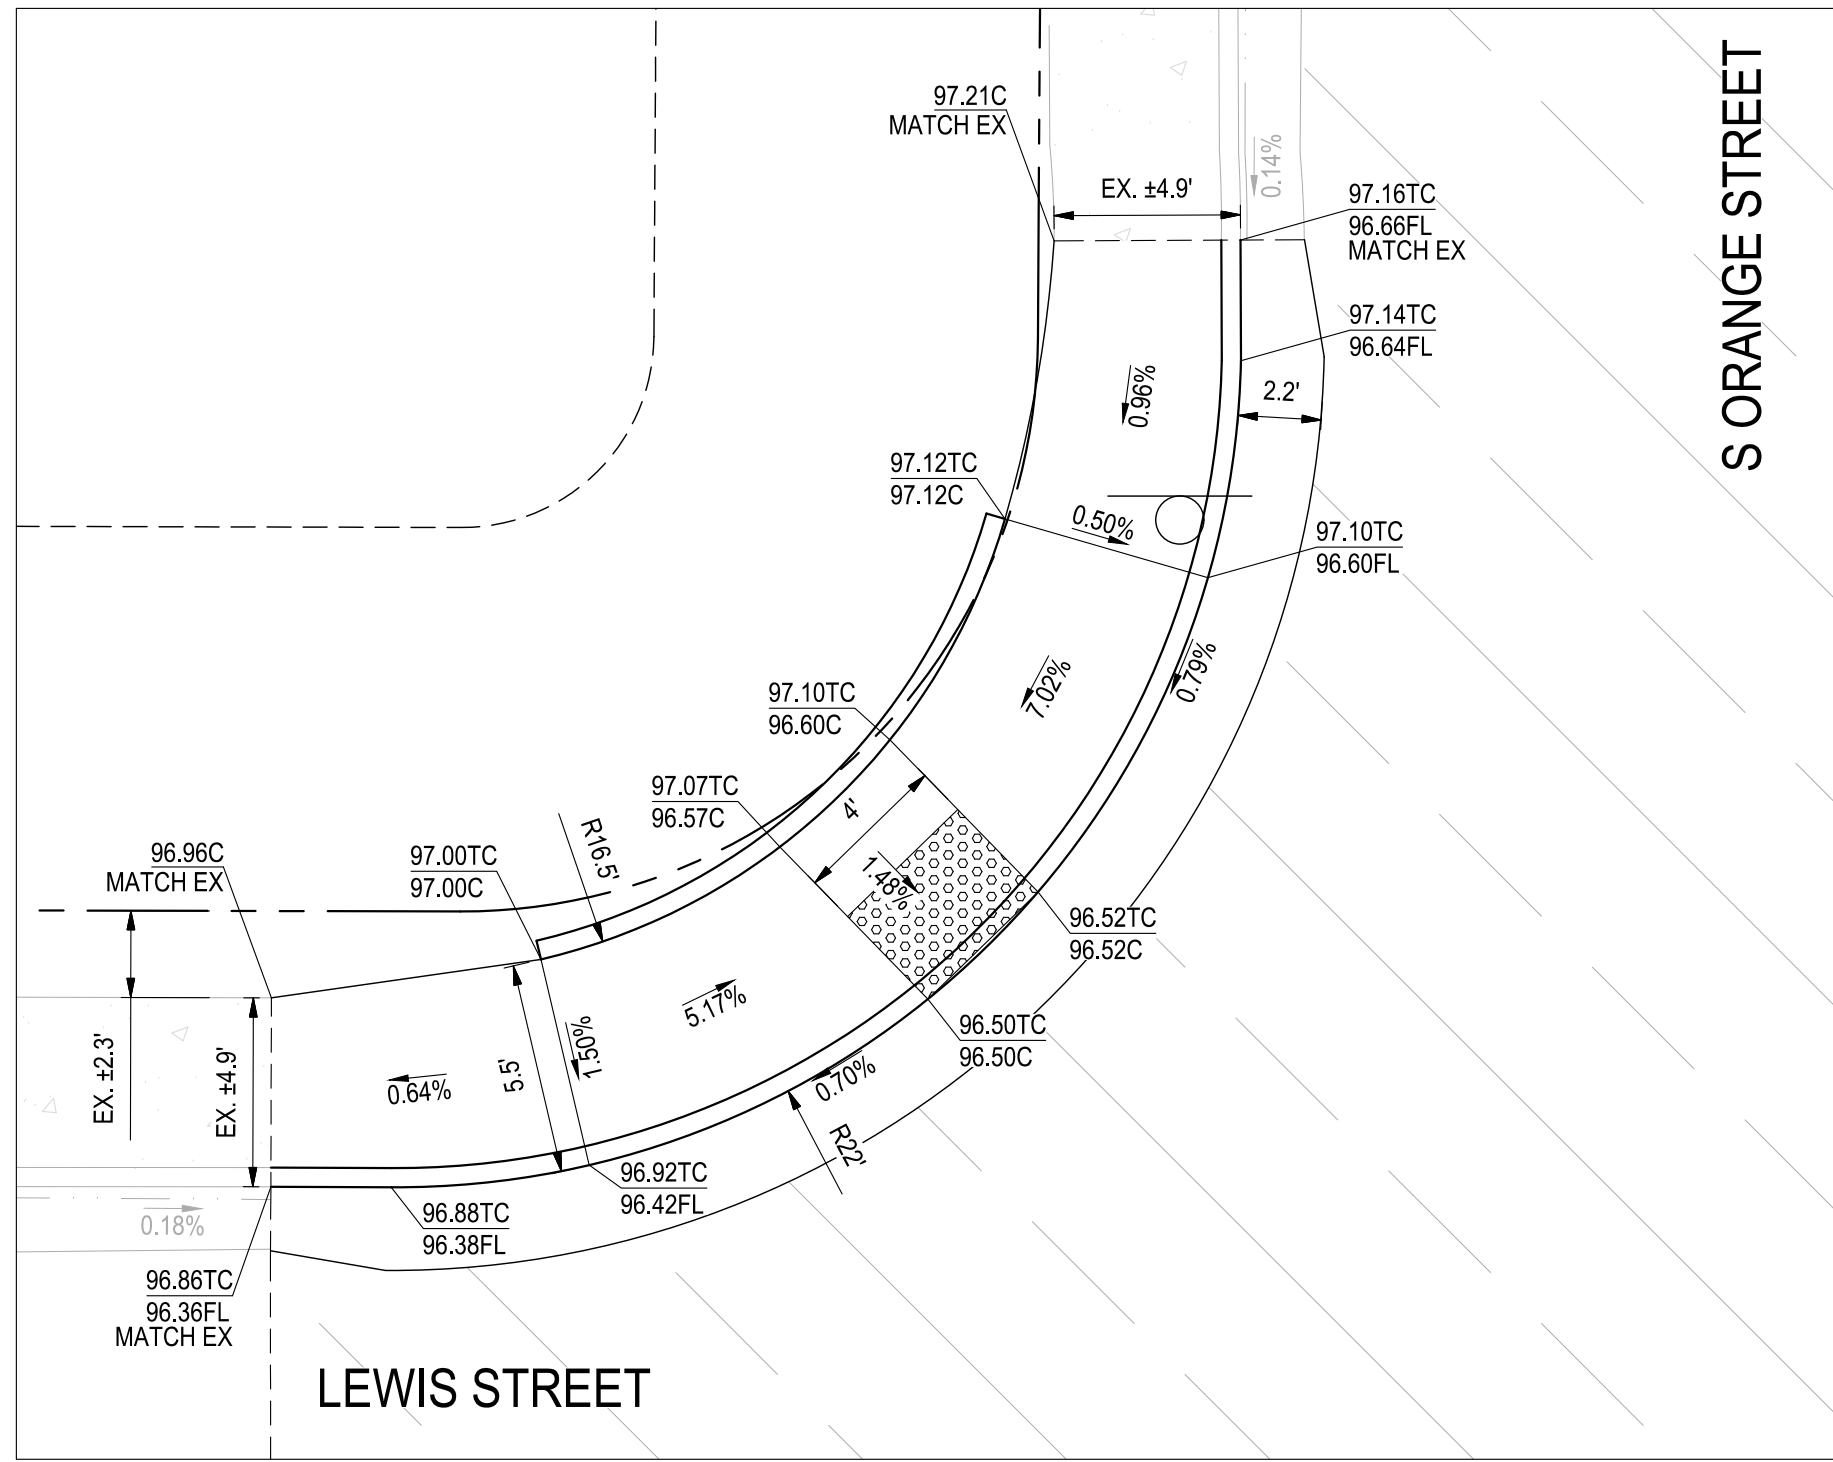 S ORANGE STREET
97.21C
MATCH EX
0.14%
EX. ±4.9'
97.16TC
96.66FL
MATCH EX
97.14TC
96.64FL
0.96%
2.2'
97.12TC
97.12C
0.50%
97.10TC
96.60FL
0.79%
7.02%
97.10TC
96.60C
97.07TC
96.57C
4'
R16.5'
1.48%
96.96C
MATCH EX
97.00TC
97.00C
96.52TC
96.52C
5.17%
96.50TC
96.50C
EX. ±2.3'
EX. ±4.9'
0.64%
5.5'
1.50%
0.70%
R22'
96.92TC
96.42FL
96.88TC
96.38FL
0.18%
96.86TC
96.36FL
MATCH EX
LEWIS STREET